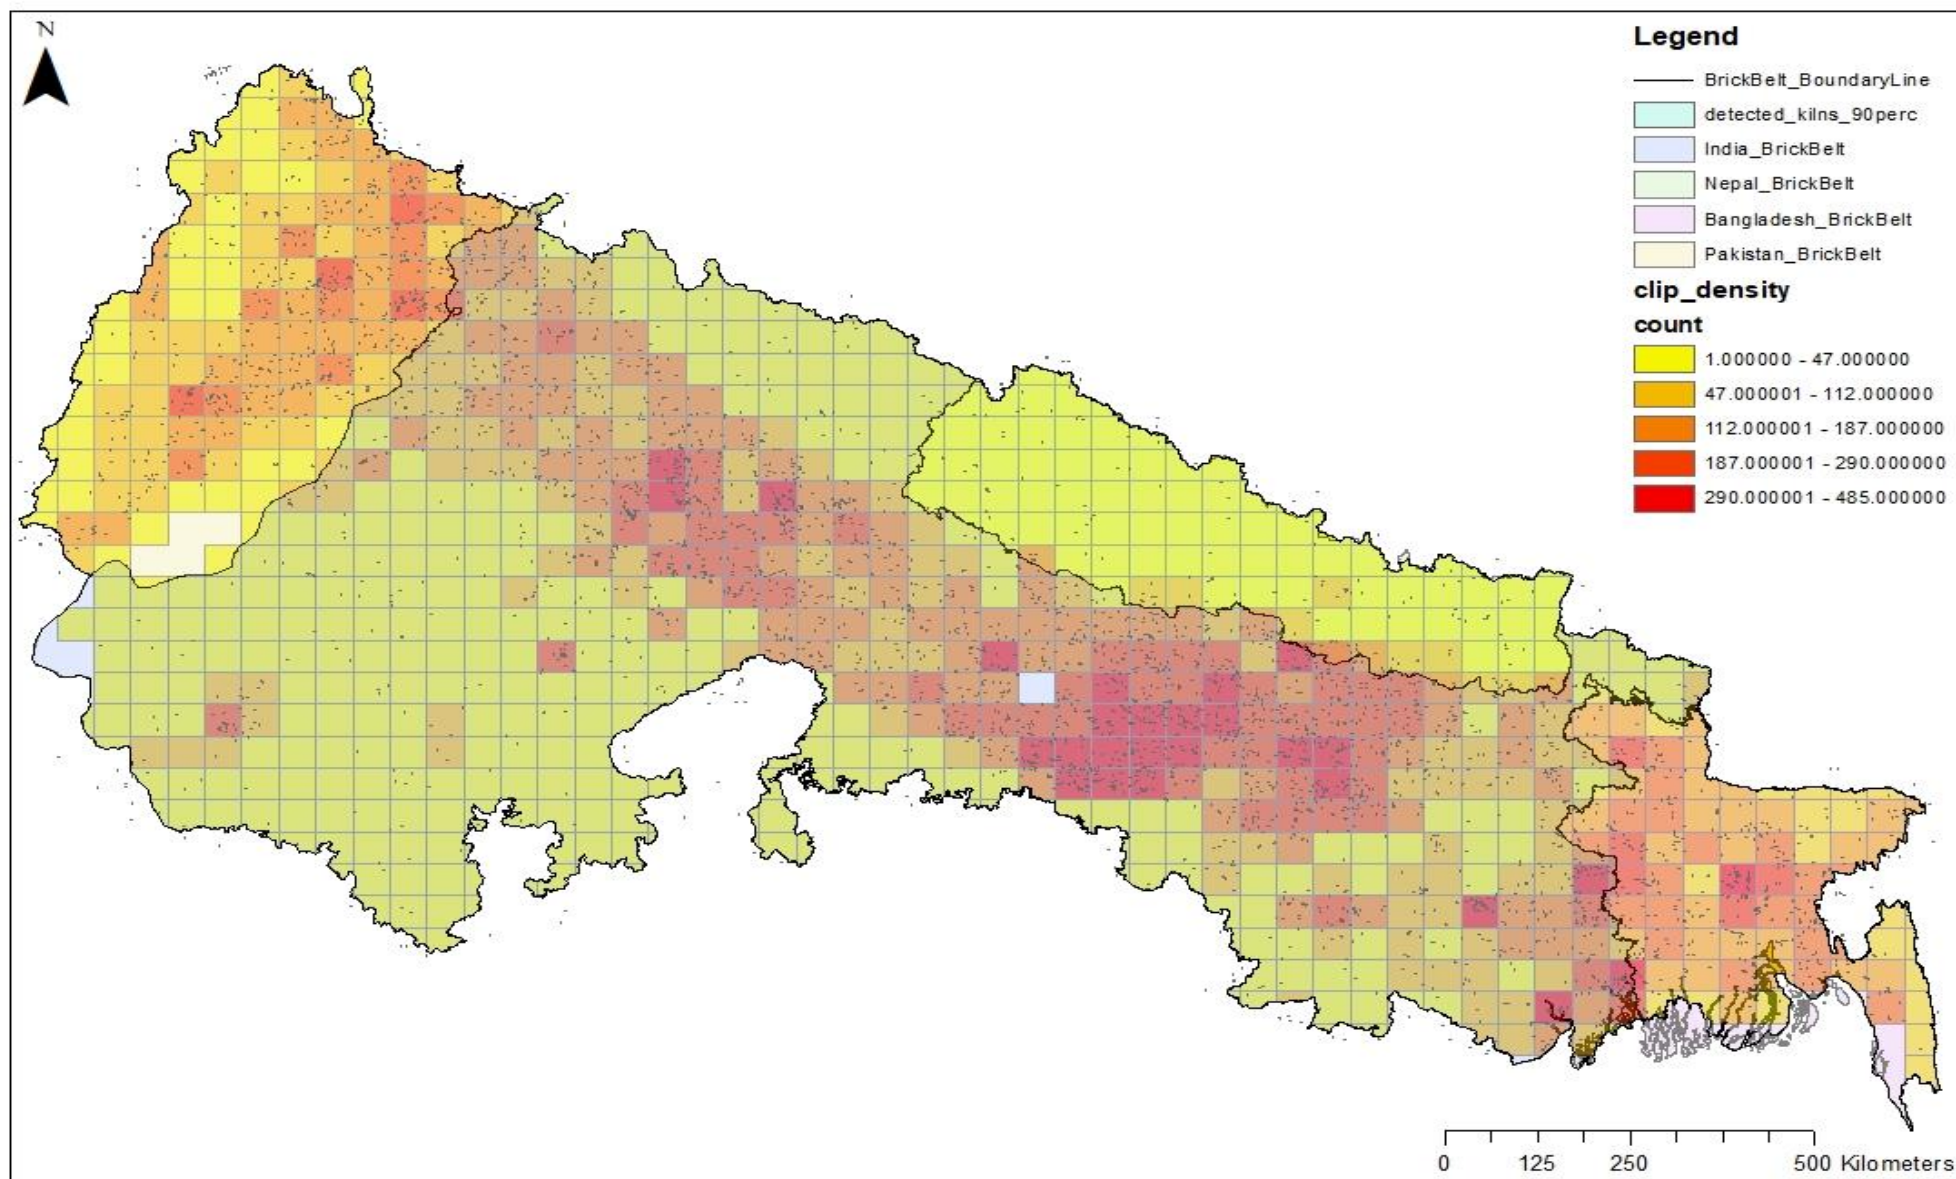 N
Legend
BrickBelt_BoundaryLine
detected_kilns_90perc
India_BrickBelt
Nepal_BrickBelt
Bangladesh_BrickBelt
Pakistan_BrickBelt
clip_density
count
1.000000 - 47.000000
47.000001 - 112.000000
112.000001 - 187.000000
187.000001 - 290.000000
290.000001 - 485.000000
0 125 250 500 Kilometers